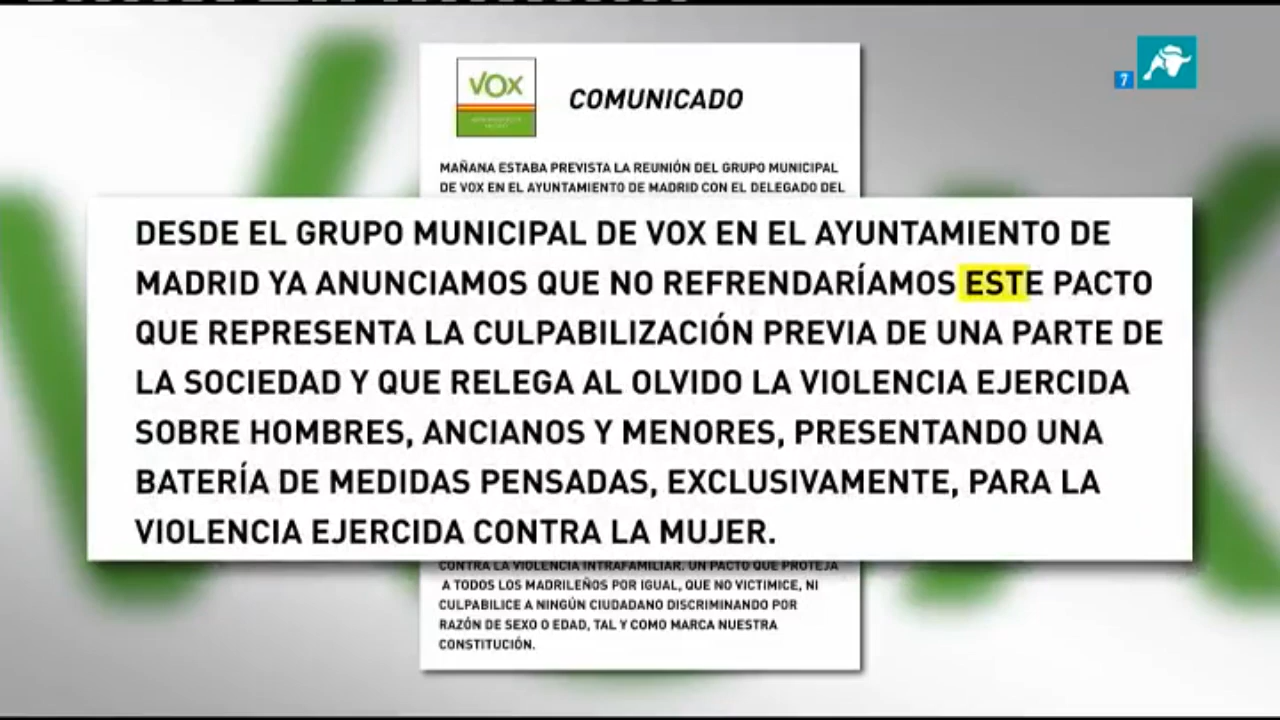 VOX
COMUNICADO
7
MAÑANA ESTABA PREVISTA LA REUNIÓN DEL GRUPO MUNICIPAL
DE VOX EN EL AYUNTAMIENTO DE MADRID CON EL DELEGADO DEL
DESDE EL GRUPO MUNICIPAL DE VOX EN EL AYUNTAMIENTO DE
MADRID YA ANUNCIAMOS QUE NO REFRENDARÍAMOS ESTE PACTO
QUE REPRESENTA LA CULPABILIZACIÓN PREVIA DE UNA PARTE DE
LA SOCIEDAD Y QUE RELEGA AL OLVIDO LA VIOLENCIA EJERCIDA
SOBRE HOMBRES, ANCIANOS Y MENORES, PRESENTANDO UNA
BATERÍA DE MEDIDAS PENSADAS, EXCLUSIVAMENTE, PARA LA
VIOLENCIA EJERCIDA CONTRA LA MUJER.
CONTRA LA VIOLENCIA INTRAFAMILIAR. UN PACTO QUE PROTEJA
A TODOS LOS MADRILEÑOS POR IGUAL, QUE NO VICTIMICE, NI
CULPABILICE A NINGÚN CIUDADANO DISCRIMINANDO POR
RAZÓN DE SEXO O EDAD, TAL Y COMO MARCA NUESTRA
CONSTITUCIÓN.